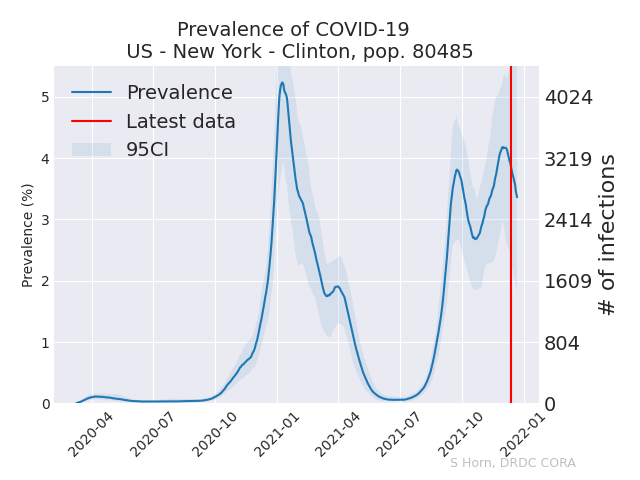 Prevalence of COVID-19
US - New York - Clinton, pop. 80485
Prevalence
Latest data
95CI
Prevalence (%)
5
4
3
2
1
0
4024
3219
2414
1609
804
0
# of infections
2020-04
2020-07
2020-10
2021-01
2021-04
2021-07
2021-10
2022-01
S Horn, DRDC CORA